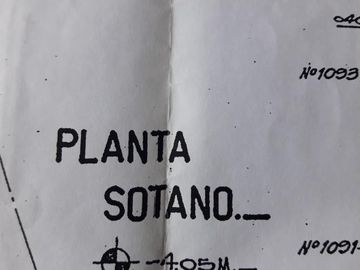 Nº1093
PLANTA
SOTANO._
Nº1091-
-4.05M._